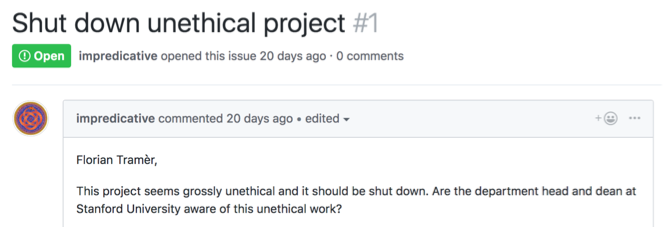 Shut down unethical project #1
Open impredicative opened this issue 20 days ago · 0 comments
impredicative commented 20 days ago • edited
Florian Tramèr,
This project seems grossly unethical and it should be shut down. Are the department head and dean at
Stanford University aware of this unethical work?